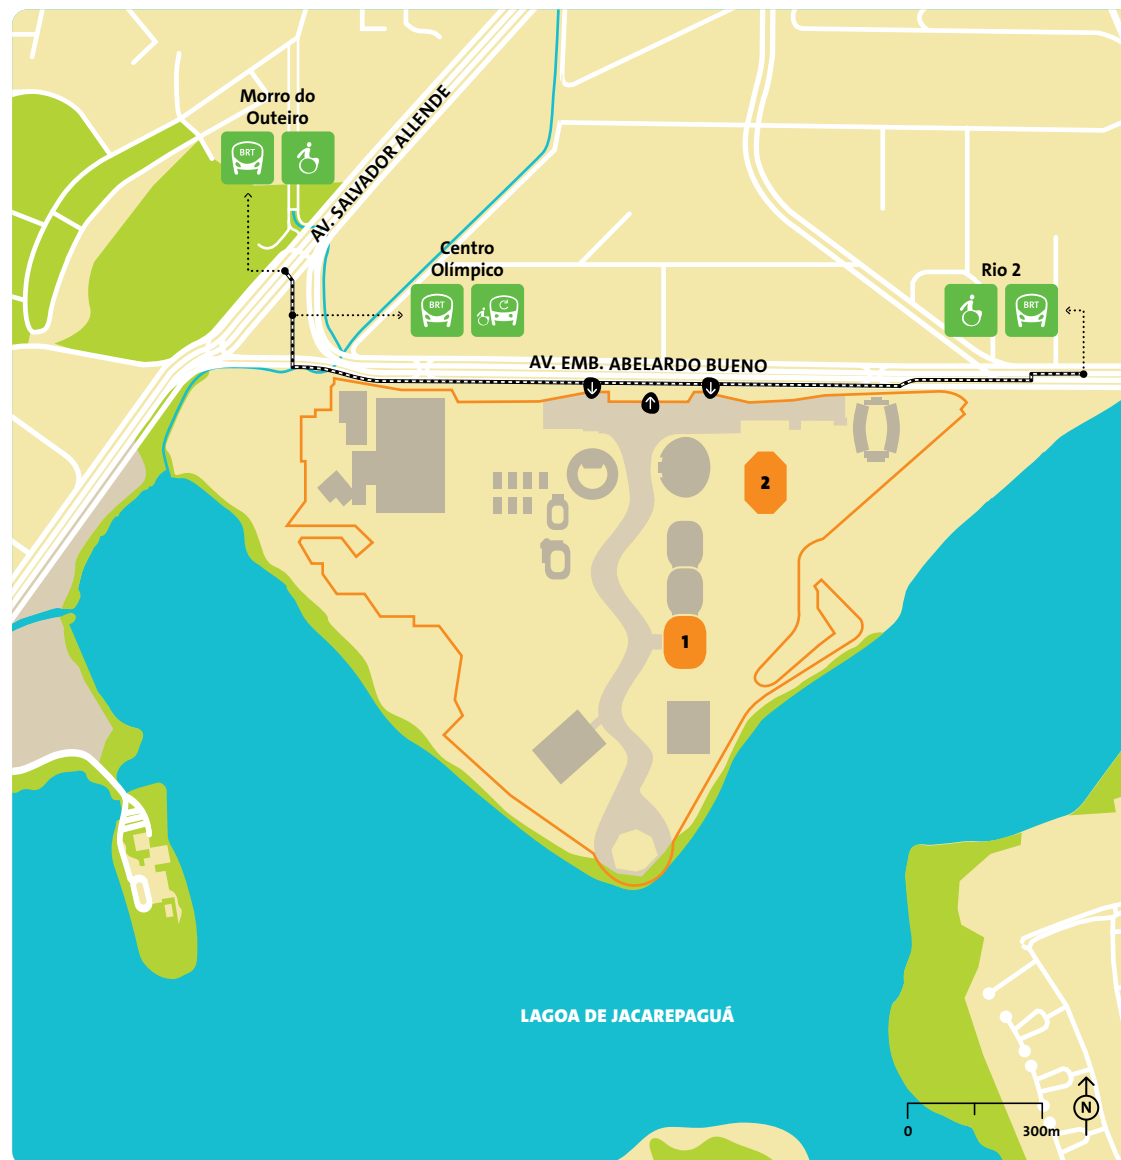 Morro do
Outeiro
BRT
AV. SALVADOR ALLENDE
Centro
Olímpico
BRT
Rio 2
BRT
AV. EMB. ABELARDO BUENO
2
1
LAGOA DE JACAREPAGUÁ
N
0
300m